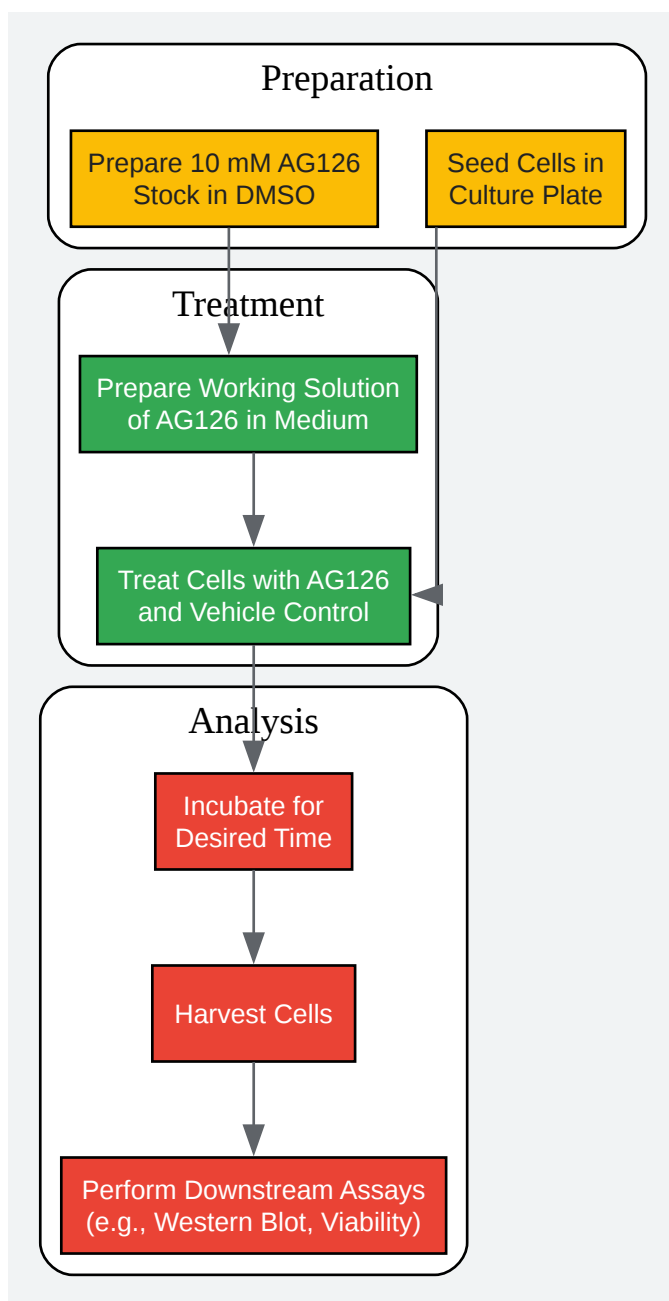 Preparation
Prepare 10 mM AG126
Stock in DMSO
Seed Cells in
Culture Plate
Treatment
Prepare Working Solution
of AG126 in Medium
Treat Cells with AG126
and Vehicle Control
Analysis
Incubate for
Desired Time
Harvest Cells
Perform Downstream Assays
(e.g., Western Blot, Viability)